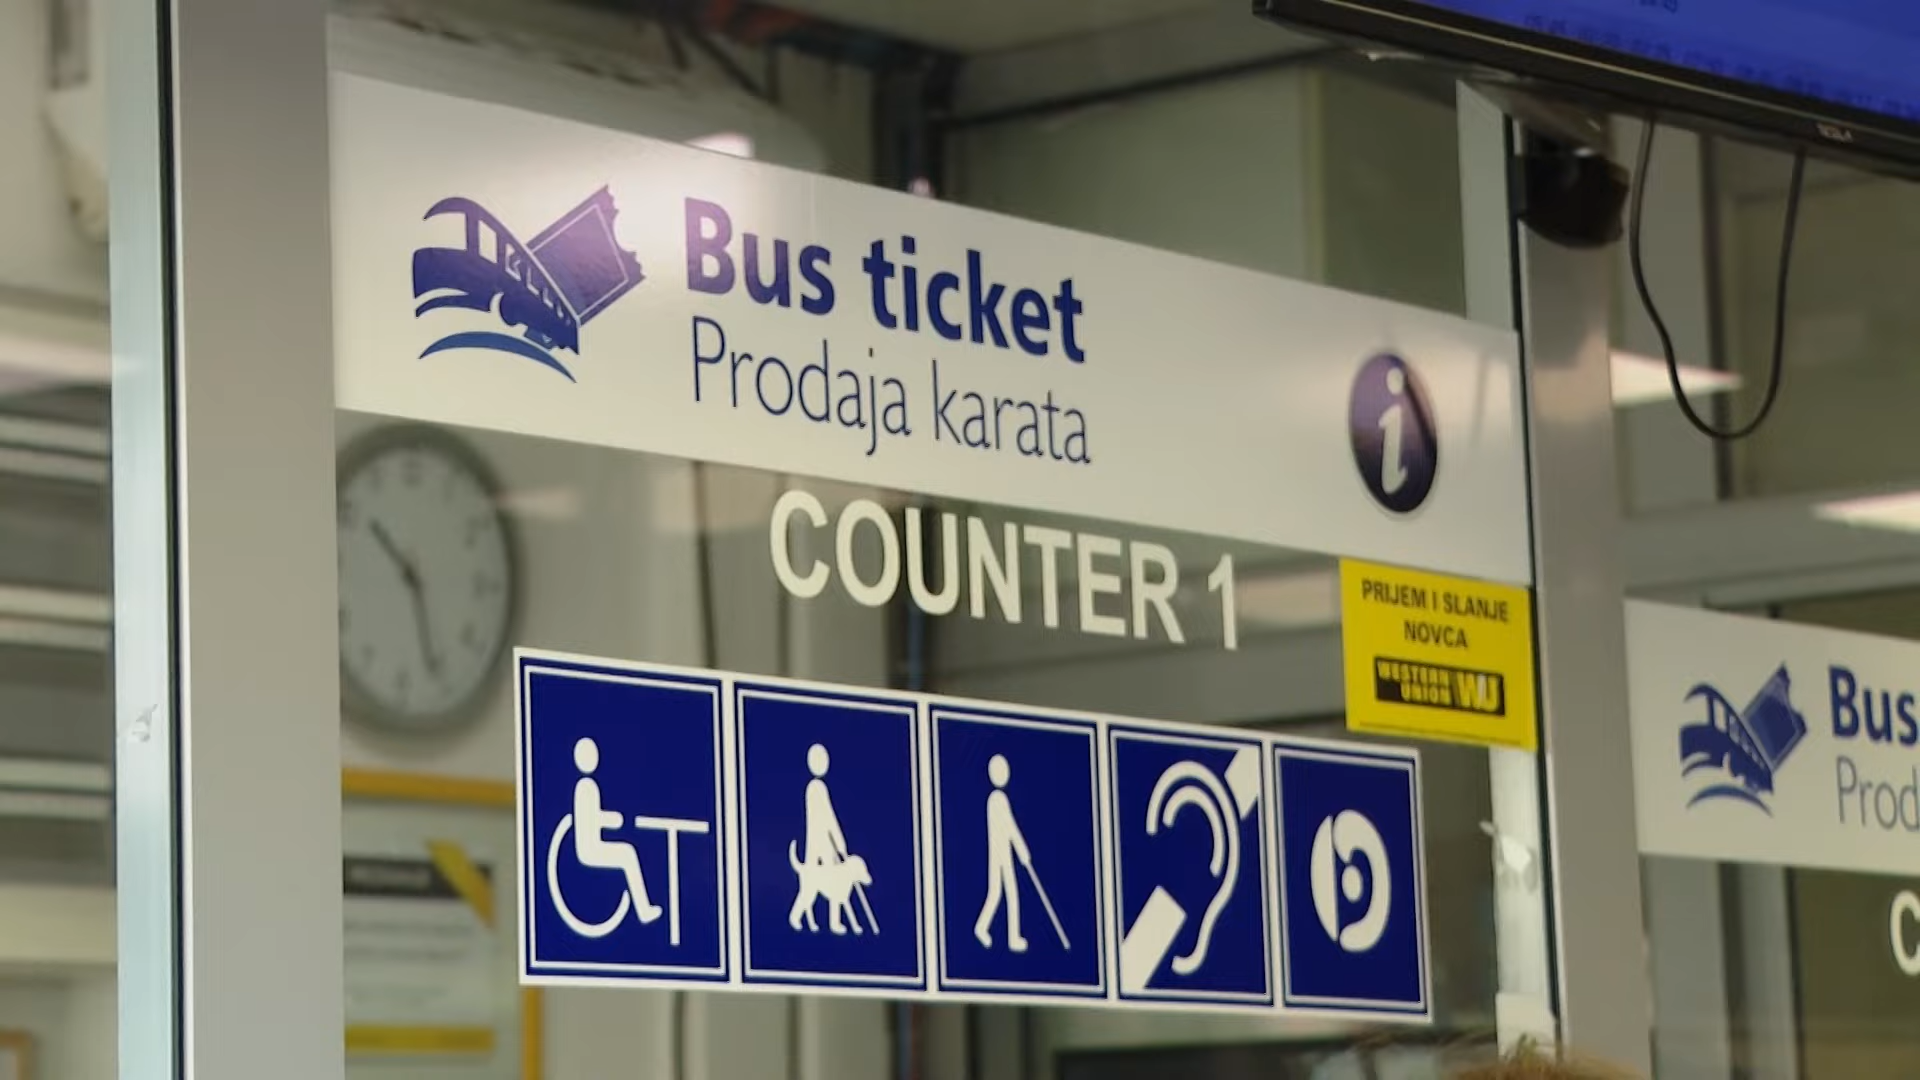 Bus ticket
Prodaja karata
i
COUNTER 1
PRIJEM I SLANJE
NOVCA
WESTERN
UNION WU
Bus
Prod
C